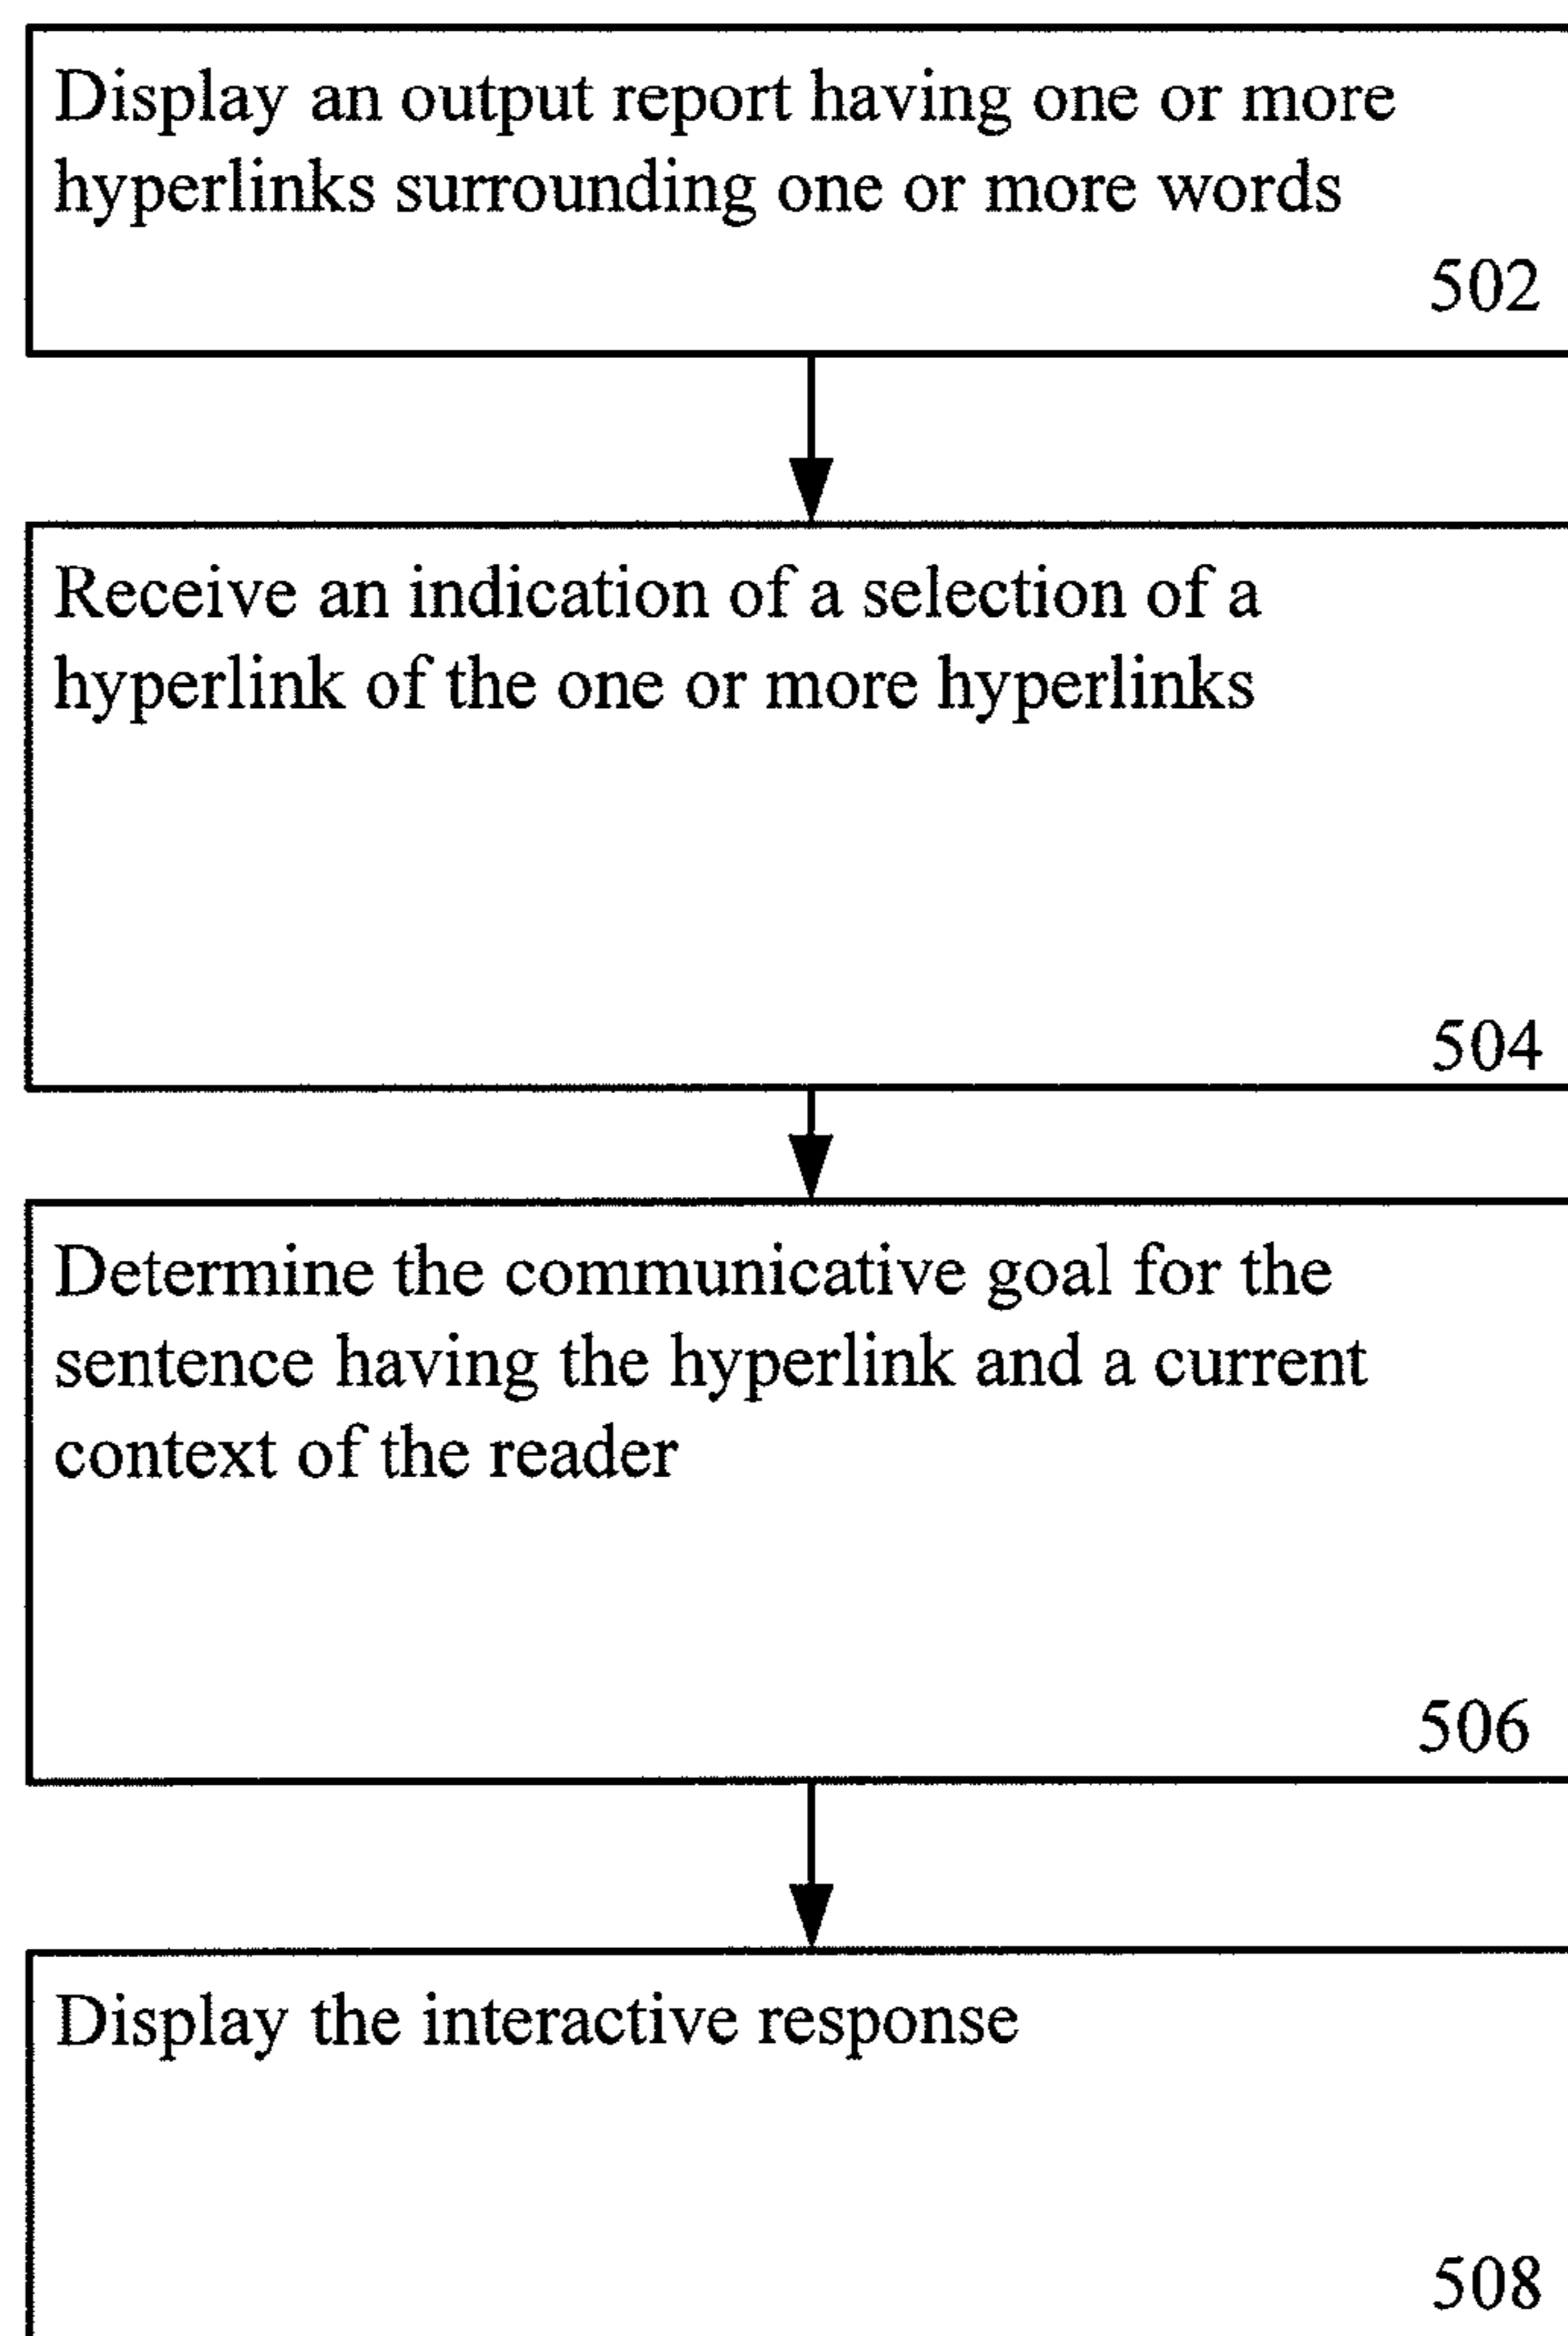 Display an output report having one or more
hyperlinks surrounding one or more words
502
Receive an indication of a selection of a
hyperlink of the one or more hyperlinks
504
Determine the communicative goal for the
sentence having the hyperlink and a current
context of the reader
506
Display the interactive response
508